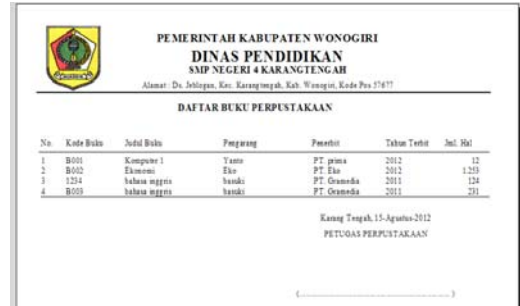 PEMERINTAH KABUPATEN WONOGIRI
DINAS PENDIDIKAN
SMP NEGERI 4 KARANGTENGAH
Alamat : Ds. Jeblogan, Kec. Karangtengah, Kab. Wonogiri, Kode Pos 57677
DAFTAR BUKU PERPUSTAKAAN
No. Kode Buku Judul Buku Pengarang Penerbit Tahun Terbit Jml. Hal
1 B001 Komputer 1 Yanto PT. prima 2012 12
2 B002 Ekonomi Eko PT. Eko 2012 1.253
3 1234 bahasa inggris basuki PT. Gramedia 2011 124
4 B003 bahasa inggris basuki PT. Gramedia 2011 231
Karang Tengah, 15-Agustus-2012
PETUGAS PERPUSTAKAAN
(................................................)